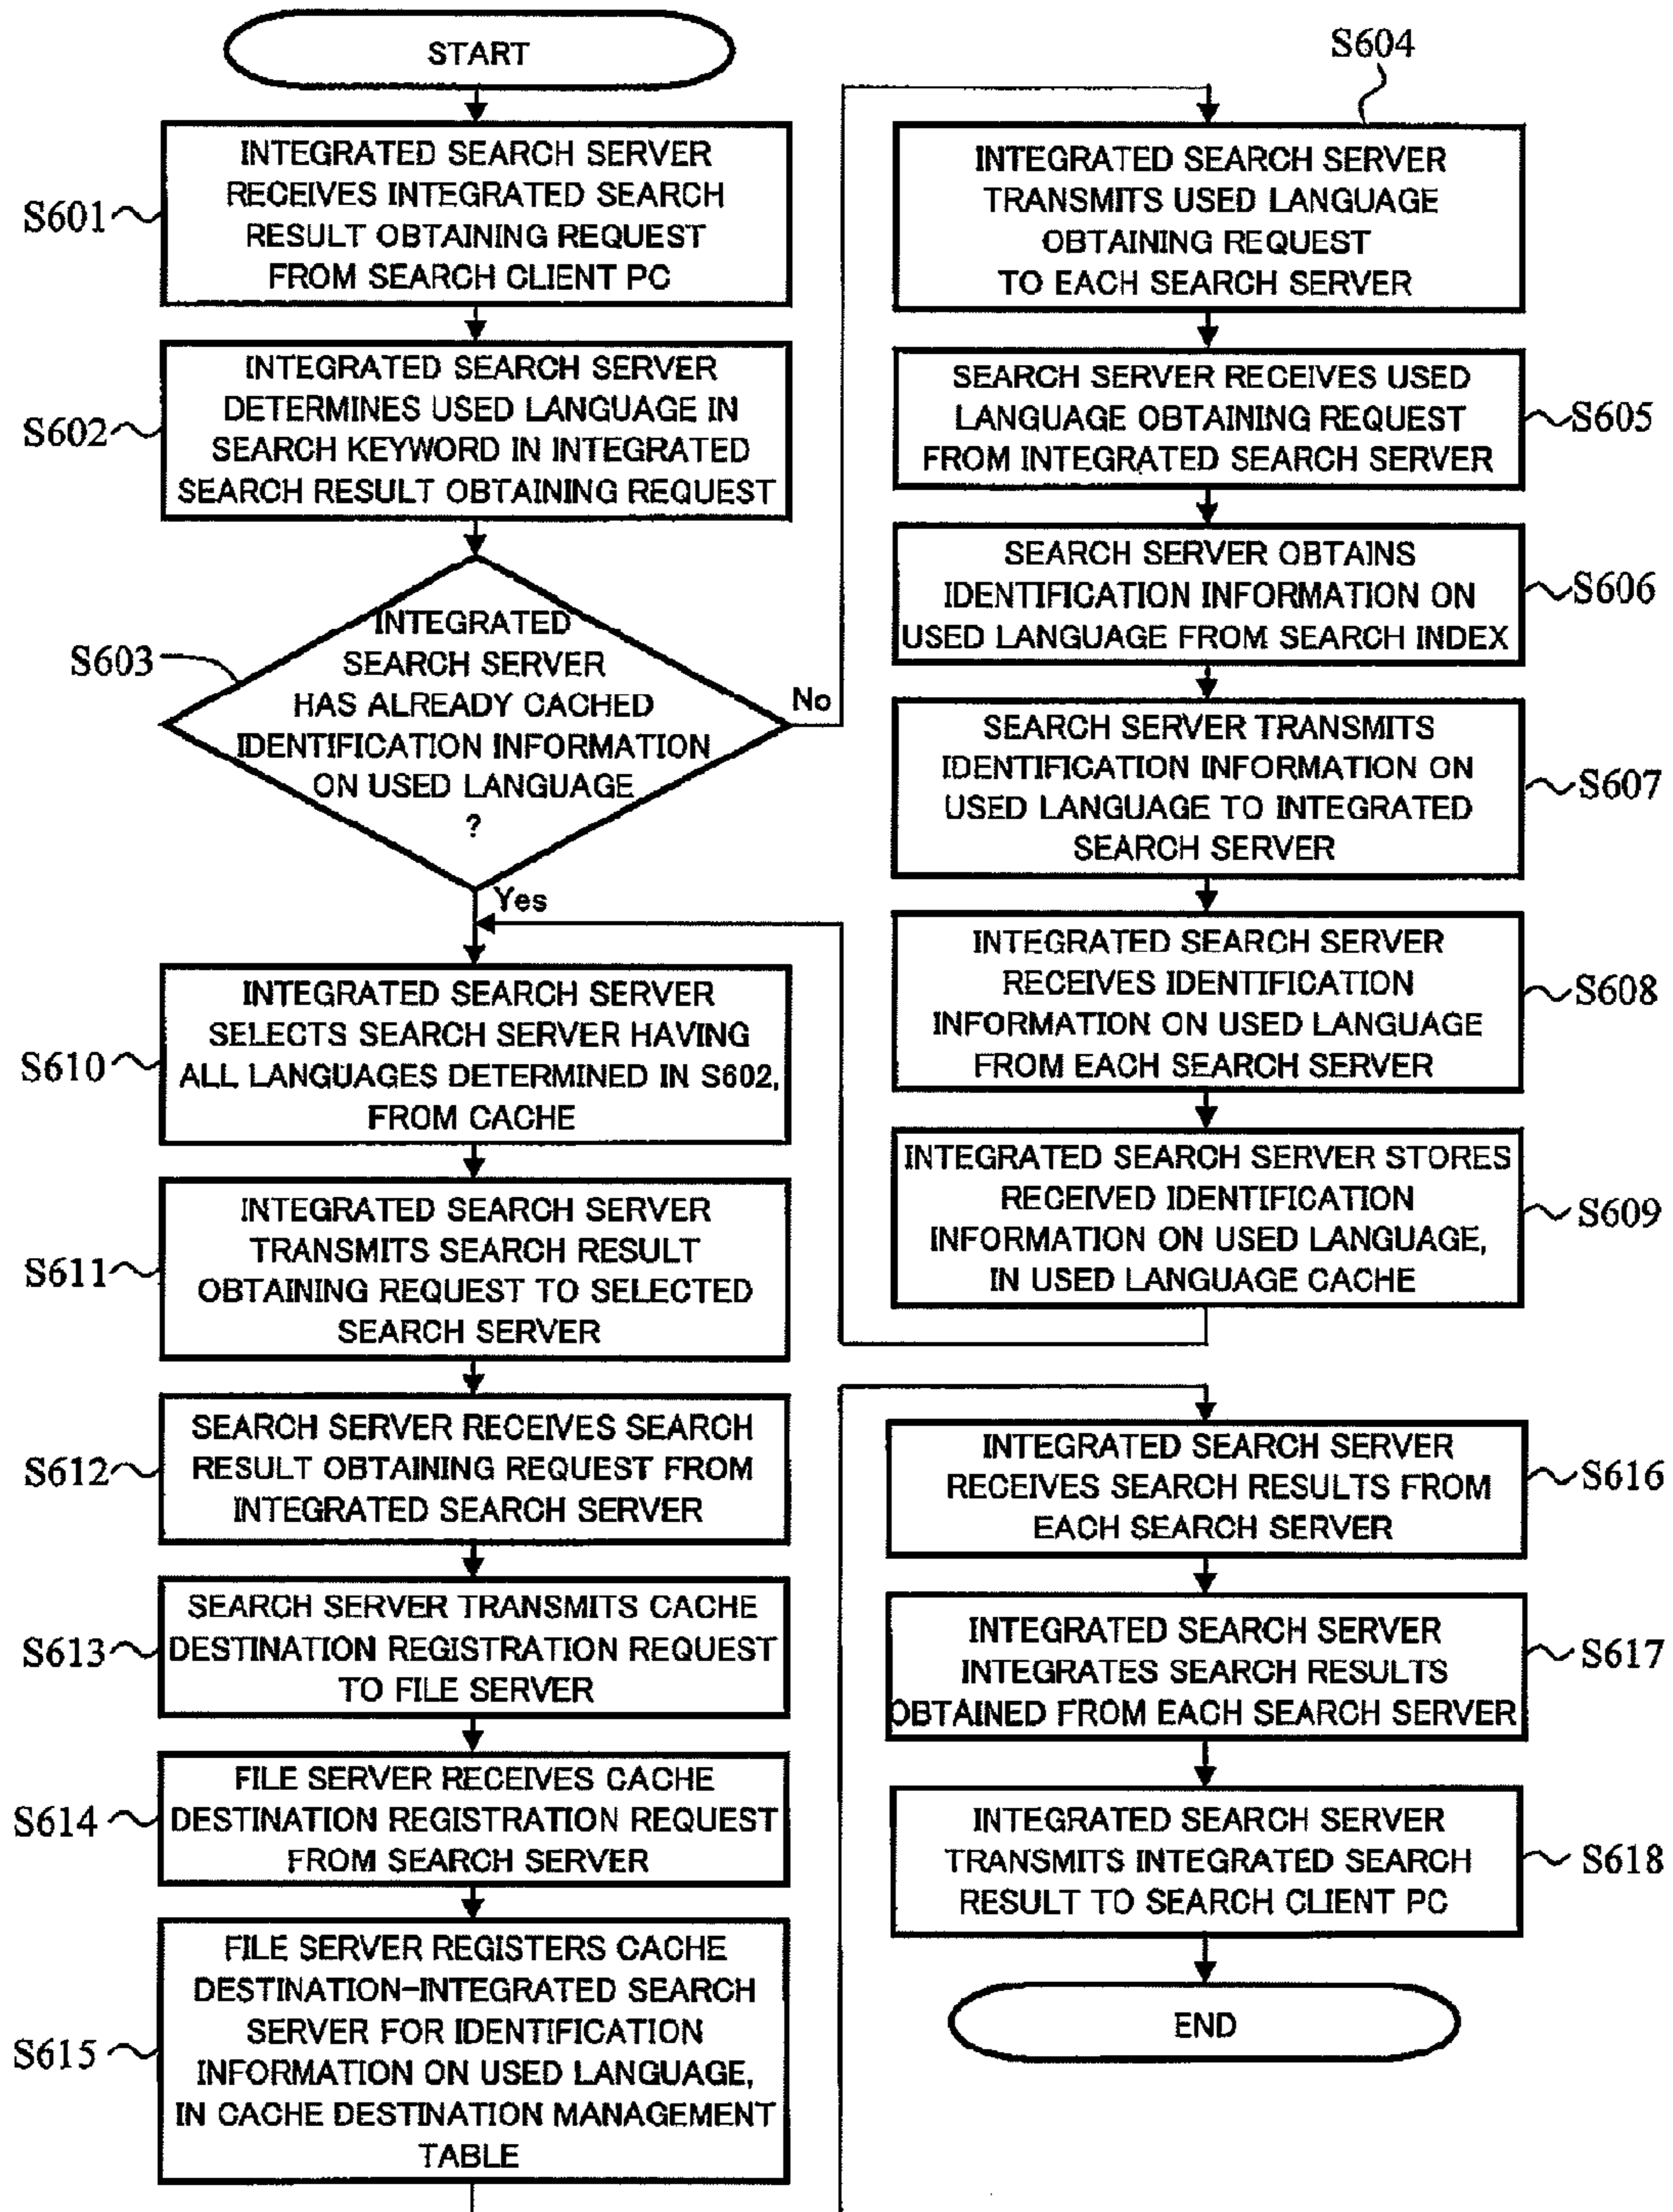 START
S601
INTEGRATED SEARCH SERVER
RECEIVES INTEGRATED SEARCH
RESULT OBTAINING REQUEST
FROM SEARCH CLIENT PC
S602
INTEGRATED SEARCH SERVER
DETERMINES USED LANGUAGE IN
SEARCH KEYWORD IN INTEGRATED
SEARCH RESULT OBTAINING REQUEST
S603
INTEGRATED
SEARCH SERVER
HAS ALREADY CACHED
IDENTIFICATION INFORMATION
ON USED LANGUAGE
?
No
Yes
S604
INTEGRATED SEARCH SERVER
TRANSMITS USED LANGUAGE
OBTAINING REQUEST
TO EACH SEARCH SERVER
SEARCH SERVER RECEIVES USED
LANGUAGE OBTAINING REQUEST
FROM INTEGRATED SEARCH SERVER
S605
SEARCH SERVER OBTAINS
IDENTIFICATION INFORMATION ON
USED LANGUAGE FROM SEARCH INDEX
S606
SEARCH SERVER TRANSMITS
IDENTIFICATION INFORMATION ON
USED LANGUAGE TO INTEGRATED
SEARCH SERVER
S607
INTEGRATED SEARCH SERVER
RECEIVES IDENTIFICATION
INFORMATION ON USED LANGUAGE
FROM EACH SEARCH SERVER
S608
INTEGRATED SEARCH SERVER STORES
RECEIVED IDENTIFICATION
INFORMATION ON USED LANGUAGE,
IN USED LANGUAGE CACHE
S609
S610
INTEGRATED SEARCH SERVER
SELECTS SEARCH SERVER HAVING
ALL LANGUAGES DETERMINED IN S602,
FROM CACHE
S611
INTEGRATED SEARCH SERVER
TRANSMITS SEARCH RESULT
OBTAINING REQUEST TO SELECTED
SEARCH SERVER
S612
SEARCH SERVER RECEIVES SEARCH
RESULT OBTAINING REQUEST FROM
INTEGRATED SEARCH SERVER
S613
SEARCH SERVER TRANSMITS CACHE
DESTINATION REGISTRATION REQUEST
TO FILE SERVER
S614
FILE SERVER RECEIVES CACHE
DESTINATION REGISTRATION REQUEST
FROM SEARCH SERVER
S615
FILE SERVER REGISTERS CACHE
DESTINATION-INTEGRATED SEARCH
SERVER FOR IDENTIFICATION
INFORMATION ON USED LANGUAGE,
IN CACHE DESTINATION MANAGEMENT
TABLE
INTEGRATED SEARCH SERVER
RECEIVES SEARCH RESULTS FROM
EACH SEARCH SERVER
S616
INTEGRATED SEARCH SERVER
INTEGRATES SEARCH RESULTS
OBTAINED FROM EACH SEARCH SERVER
S617
INTEGRATED SEARCH SERVER
TRANSMITS INTEGRATED SEARCH
RESULT TO SEARCH CLIENT PC
S618
END